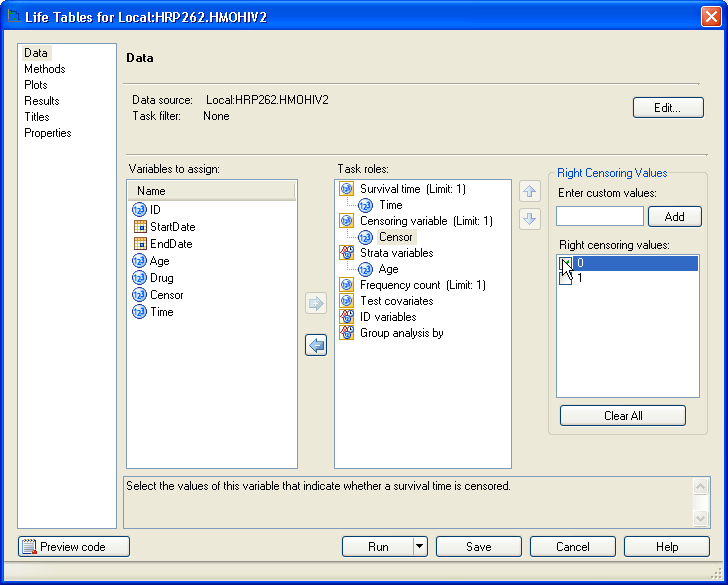 Life Tables for Local:HRP262.HMOHIV2
Data
Methods
Plots
Results
Titles
Properties
Data
Data source: Local:HRP262.HMOHIV2
Task filter: None
Edit...
Variables to assign:
Name
ID
StartDate
EndDate
Age
Drug
Censor
Time
Task roles:
Survival time (Limit: 1)
Time
Censoring variable (Limit: 1)
Censor
Strata variables
Age
Frequency count (Limit: 1)
Test covariates
ID variables
Group analysis by
Right Censoring Values
Enter custom values:
Add
Right censoring values:
0
1
Clear All
Select the values of this variable that indicate whether a survival time is censored.
Preview code
Run
Save
Cancel
Help